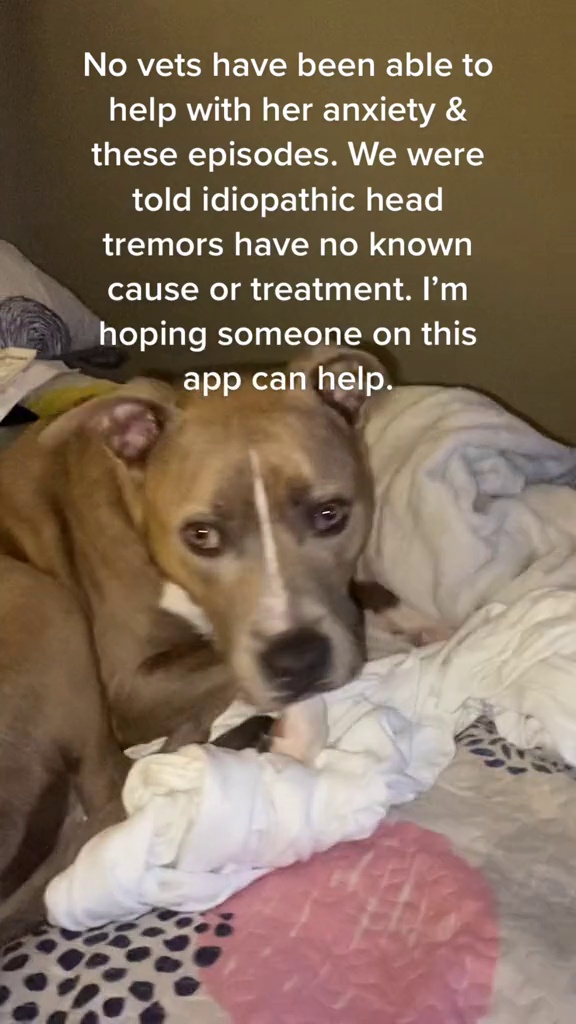 No vets have been able to
help with her anxiety &
these episodes. We were
told idiopathic head
tremors have no known
cause or treatment. I’m
hoping someone on this
app can help.